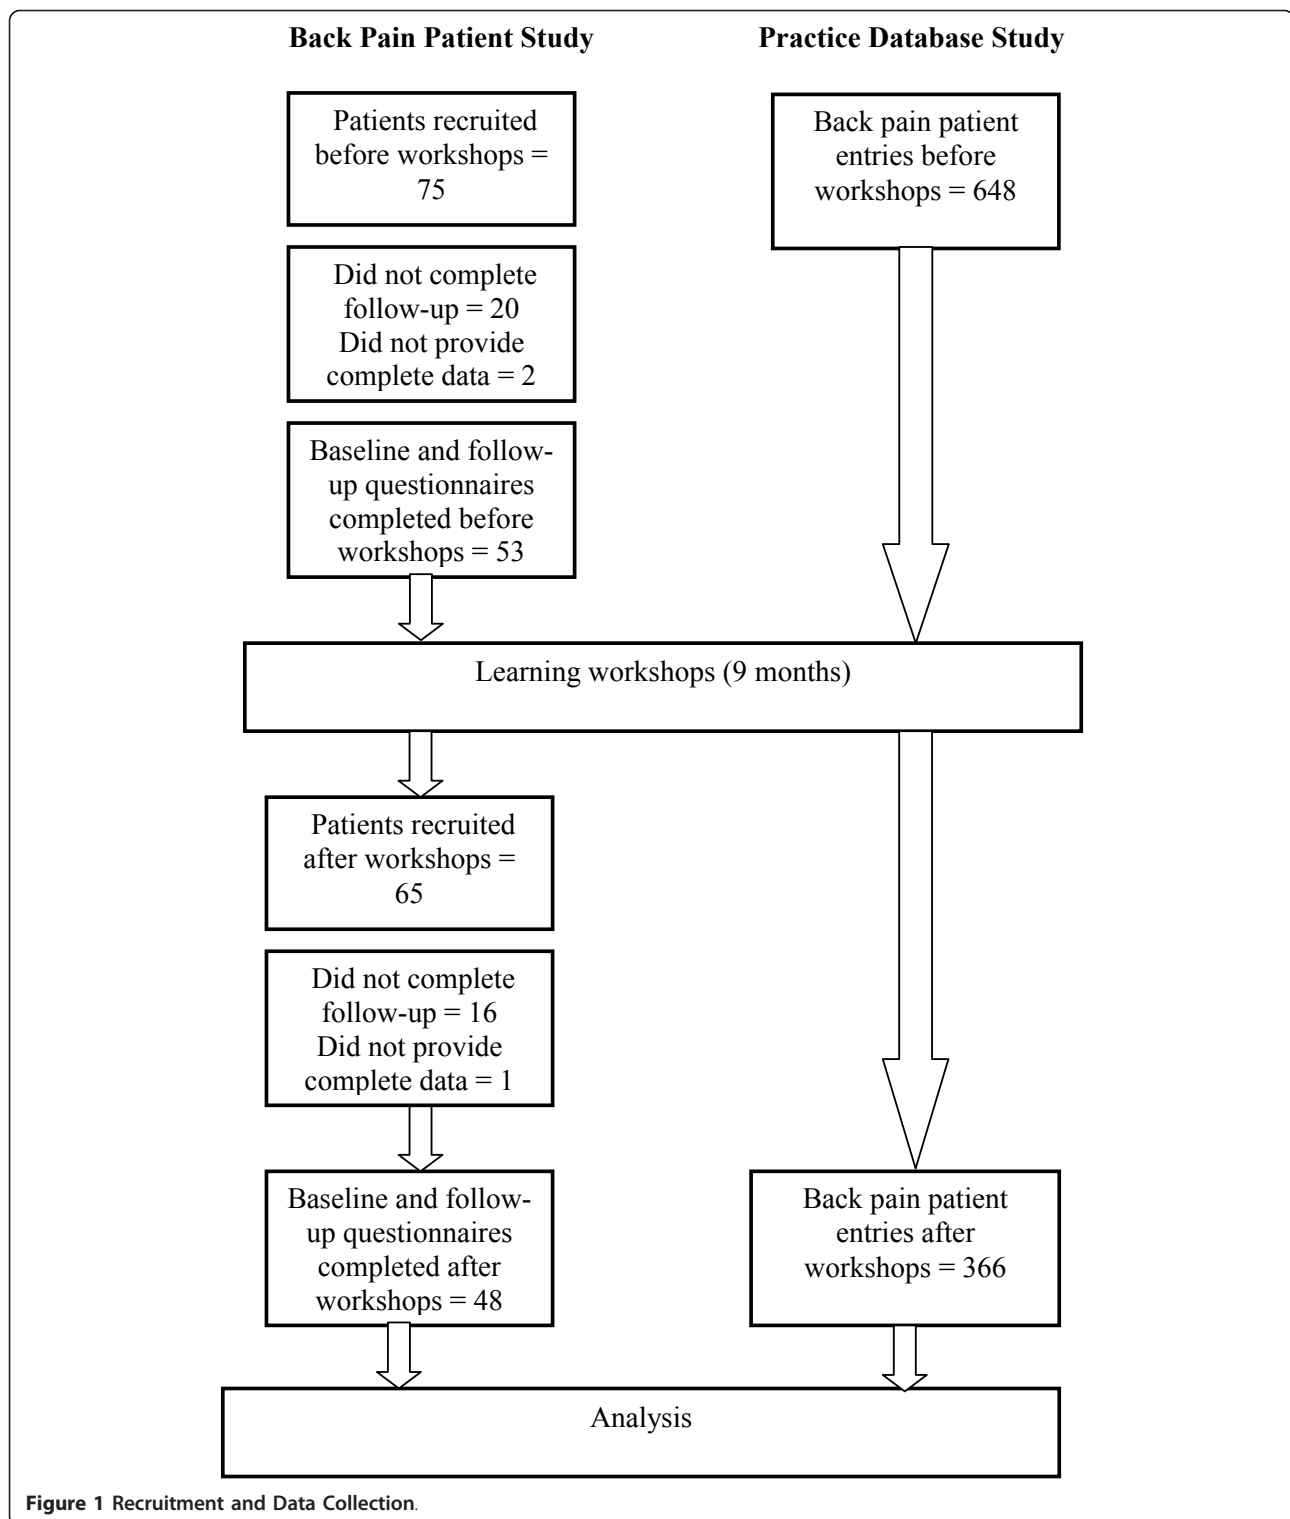 Back Pain Patient Study
Practice Database Study
Patients recruited
before workshops =
75
Back pain patient
entries before
workshops = 648
Did not complete
follow-up = 20
Did not provide
complete data = 2
Baseline and follow-
up questionnaires
completed before
workshops = 53
Learning workshops (9 months)
Patients recruited
after workshops =
65
Did not complete
follow-up = 16
Did not provide
complete data = 1
Baseline and follow-
up questionnaires
completed after
workshops = 48
Back pain patient
entries after
workshops = 366
Analysis
Figure 1 Recruitment and Data Collection.